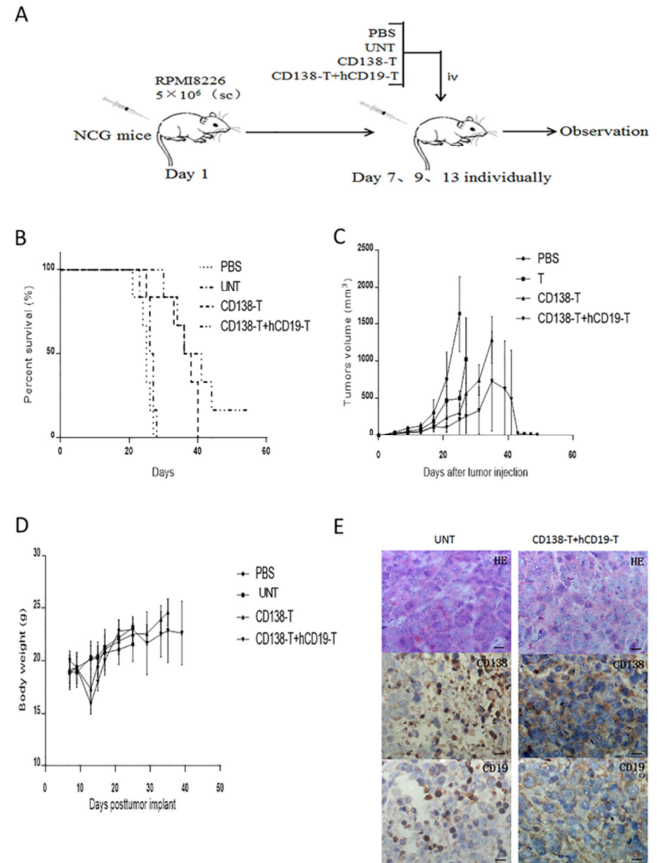 A
PBS
UNT
CD138-T
CD138-T+hCD19-T
iv
RPMI8226
5×10⁶ (sc)
NCG mice
Day 1
Day 7、9、13 individually
Observation
B
Percent survival (%)
100
50
0
0 20 40 60
Days
PBS
UNT
CD138-T
CD138-T+hCD19-T
C
Tumors volume (mm³)
2500
2000
1500
1000
500
0
0 20 40 60
Days after tumor injection
PBS
T
CD138-T
CD138-T+hCD19-T
D
Body weight (g)
30
25
20
15
10
0 10 20 30 40 50
Days posttumor implant
PBS
UNT
CD138-T
CD138-T+hCD19-T
E
UNT CD138-T+hCD19-T
HE HE
CD138 CD138
CD19 CD19